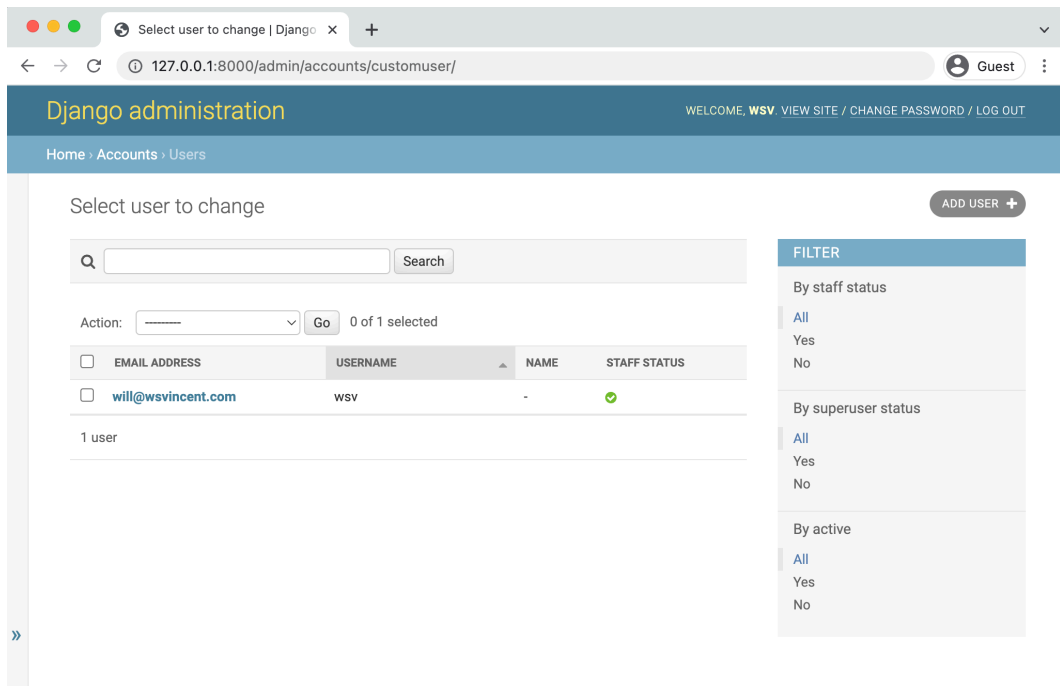 Select user to change | Django
127.0.0.1:8000/admin/accounts/customuser/
Guest
Django administration
WELCOME, WSV. VIEW SITE / CHANGE PASSWORD / LOG OUT
Home › Accounts › Users
Select user to change
ADD USER +
Search
Action: --------- Go 0 of 1 selected
EMAIL ADDRESS USERNAME NAME STAFF STATUS
will@wsvincent.com wsv -
1 user
FILTER
By staff status
All
Yes
No
By superuser status
All
Yes
No
By active
All
Yes
No
»